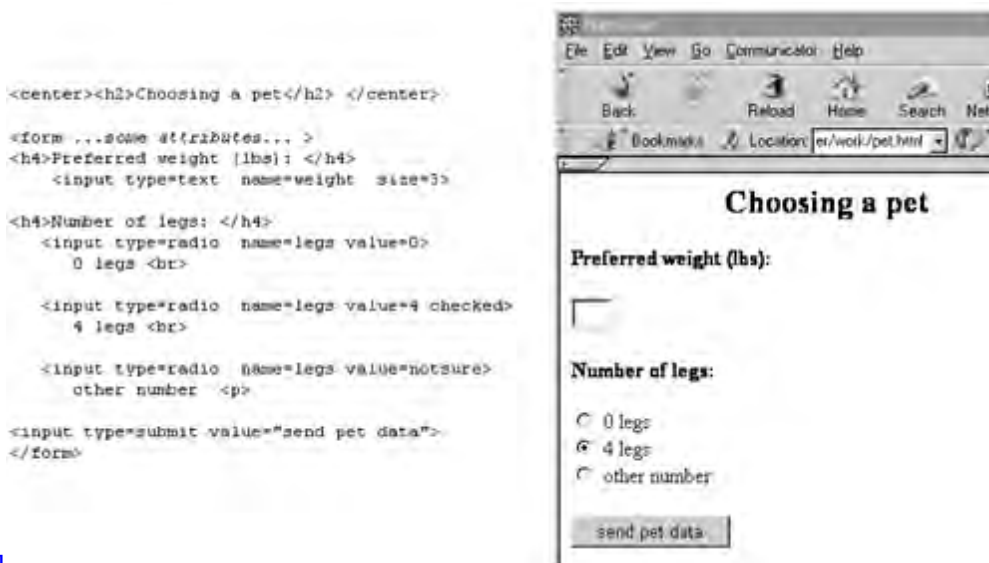 <center><h2>Choosing a pet</h2> </center>
<form ...some attributes... >
<h4>Preferred weight (lbs): </h4>
<input type=text name=weight size=3>
<h4>Number of legs: </h4>
<input type=radio name=legs value=0>
0 legs <br>
<input type=radio name=legs value=4 checked>
4 legs <br>
<input type=radio name=legs value=notsure>
other number <p>
<input type=submit value="send pet data">
</form>
File Edit View Go Communicator Help
Back Reload Home Search
Bookmarks Location: er/work/pet.html
Choosing a pet
Preferred weight (lbs):
Number of legs:
0 legs
4 legs
other number
send pet data